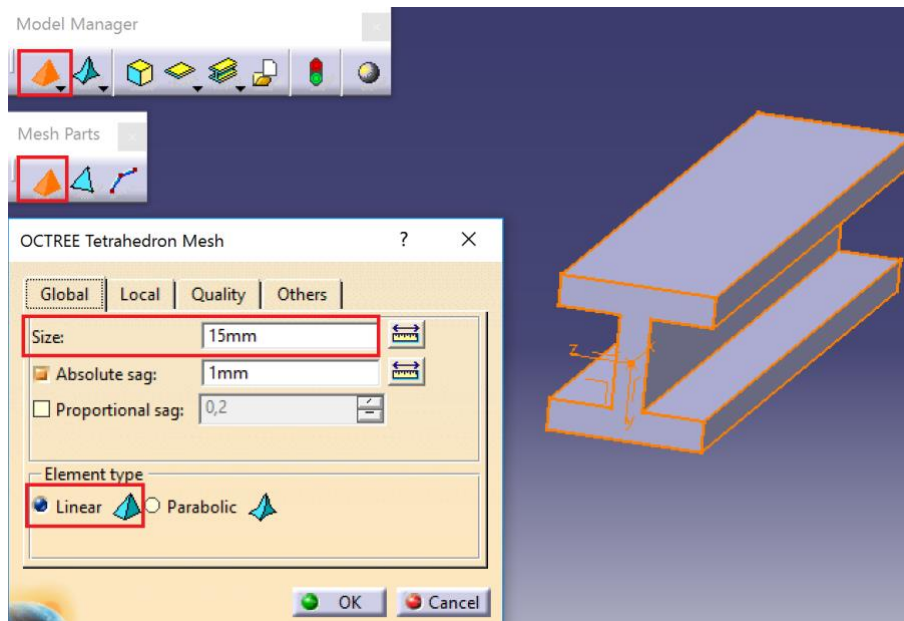 Model Manager
Mesh Parts
OCTREE Tetrahedron Mesh
Global Local Quality Others
Size: 15mm
Absolute sag: 1mm
Proportional sag: 0,2
Element type
Linear Parabolic
OK Cancel
z
x
y